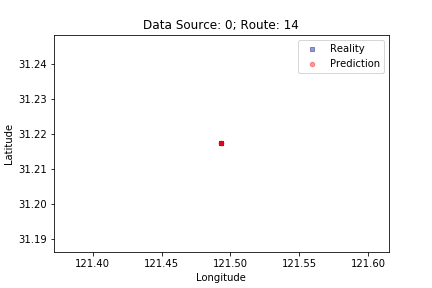 Data Source: 0; Route: 14
Reality
Prediction
31.24
31.23
31.22
31.21
31.20
31.19
Latitude
121.40 121.45 121.50 121.55 121.60
Longitude